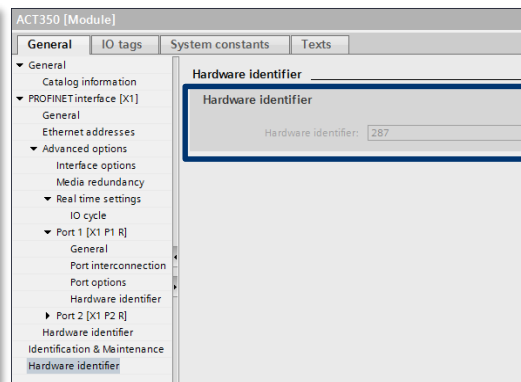 ACT350 [Module]
General
IO tags
System constants
Texts
General
Catalog information
PROFINET interface [X1]
General
Ethernet addresses
Advanced options
Interface options
Media redundancy
Real time settings
IO cycle
Port 1 [X1 P1 R]
General
Port interconnection
Port options
Hardware identifier
Port 2 [X1 P2 R]
Hardware identifier
Identification & Maintenance
Hardware identifier
Hardware identifier
Hardware identifier
Hardware identifier: 287